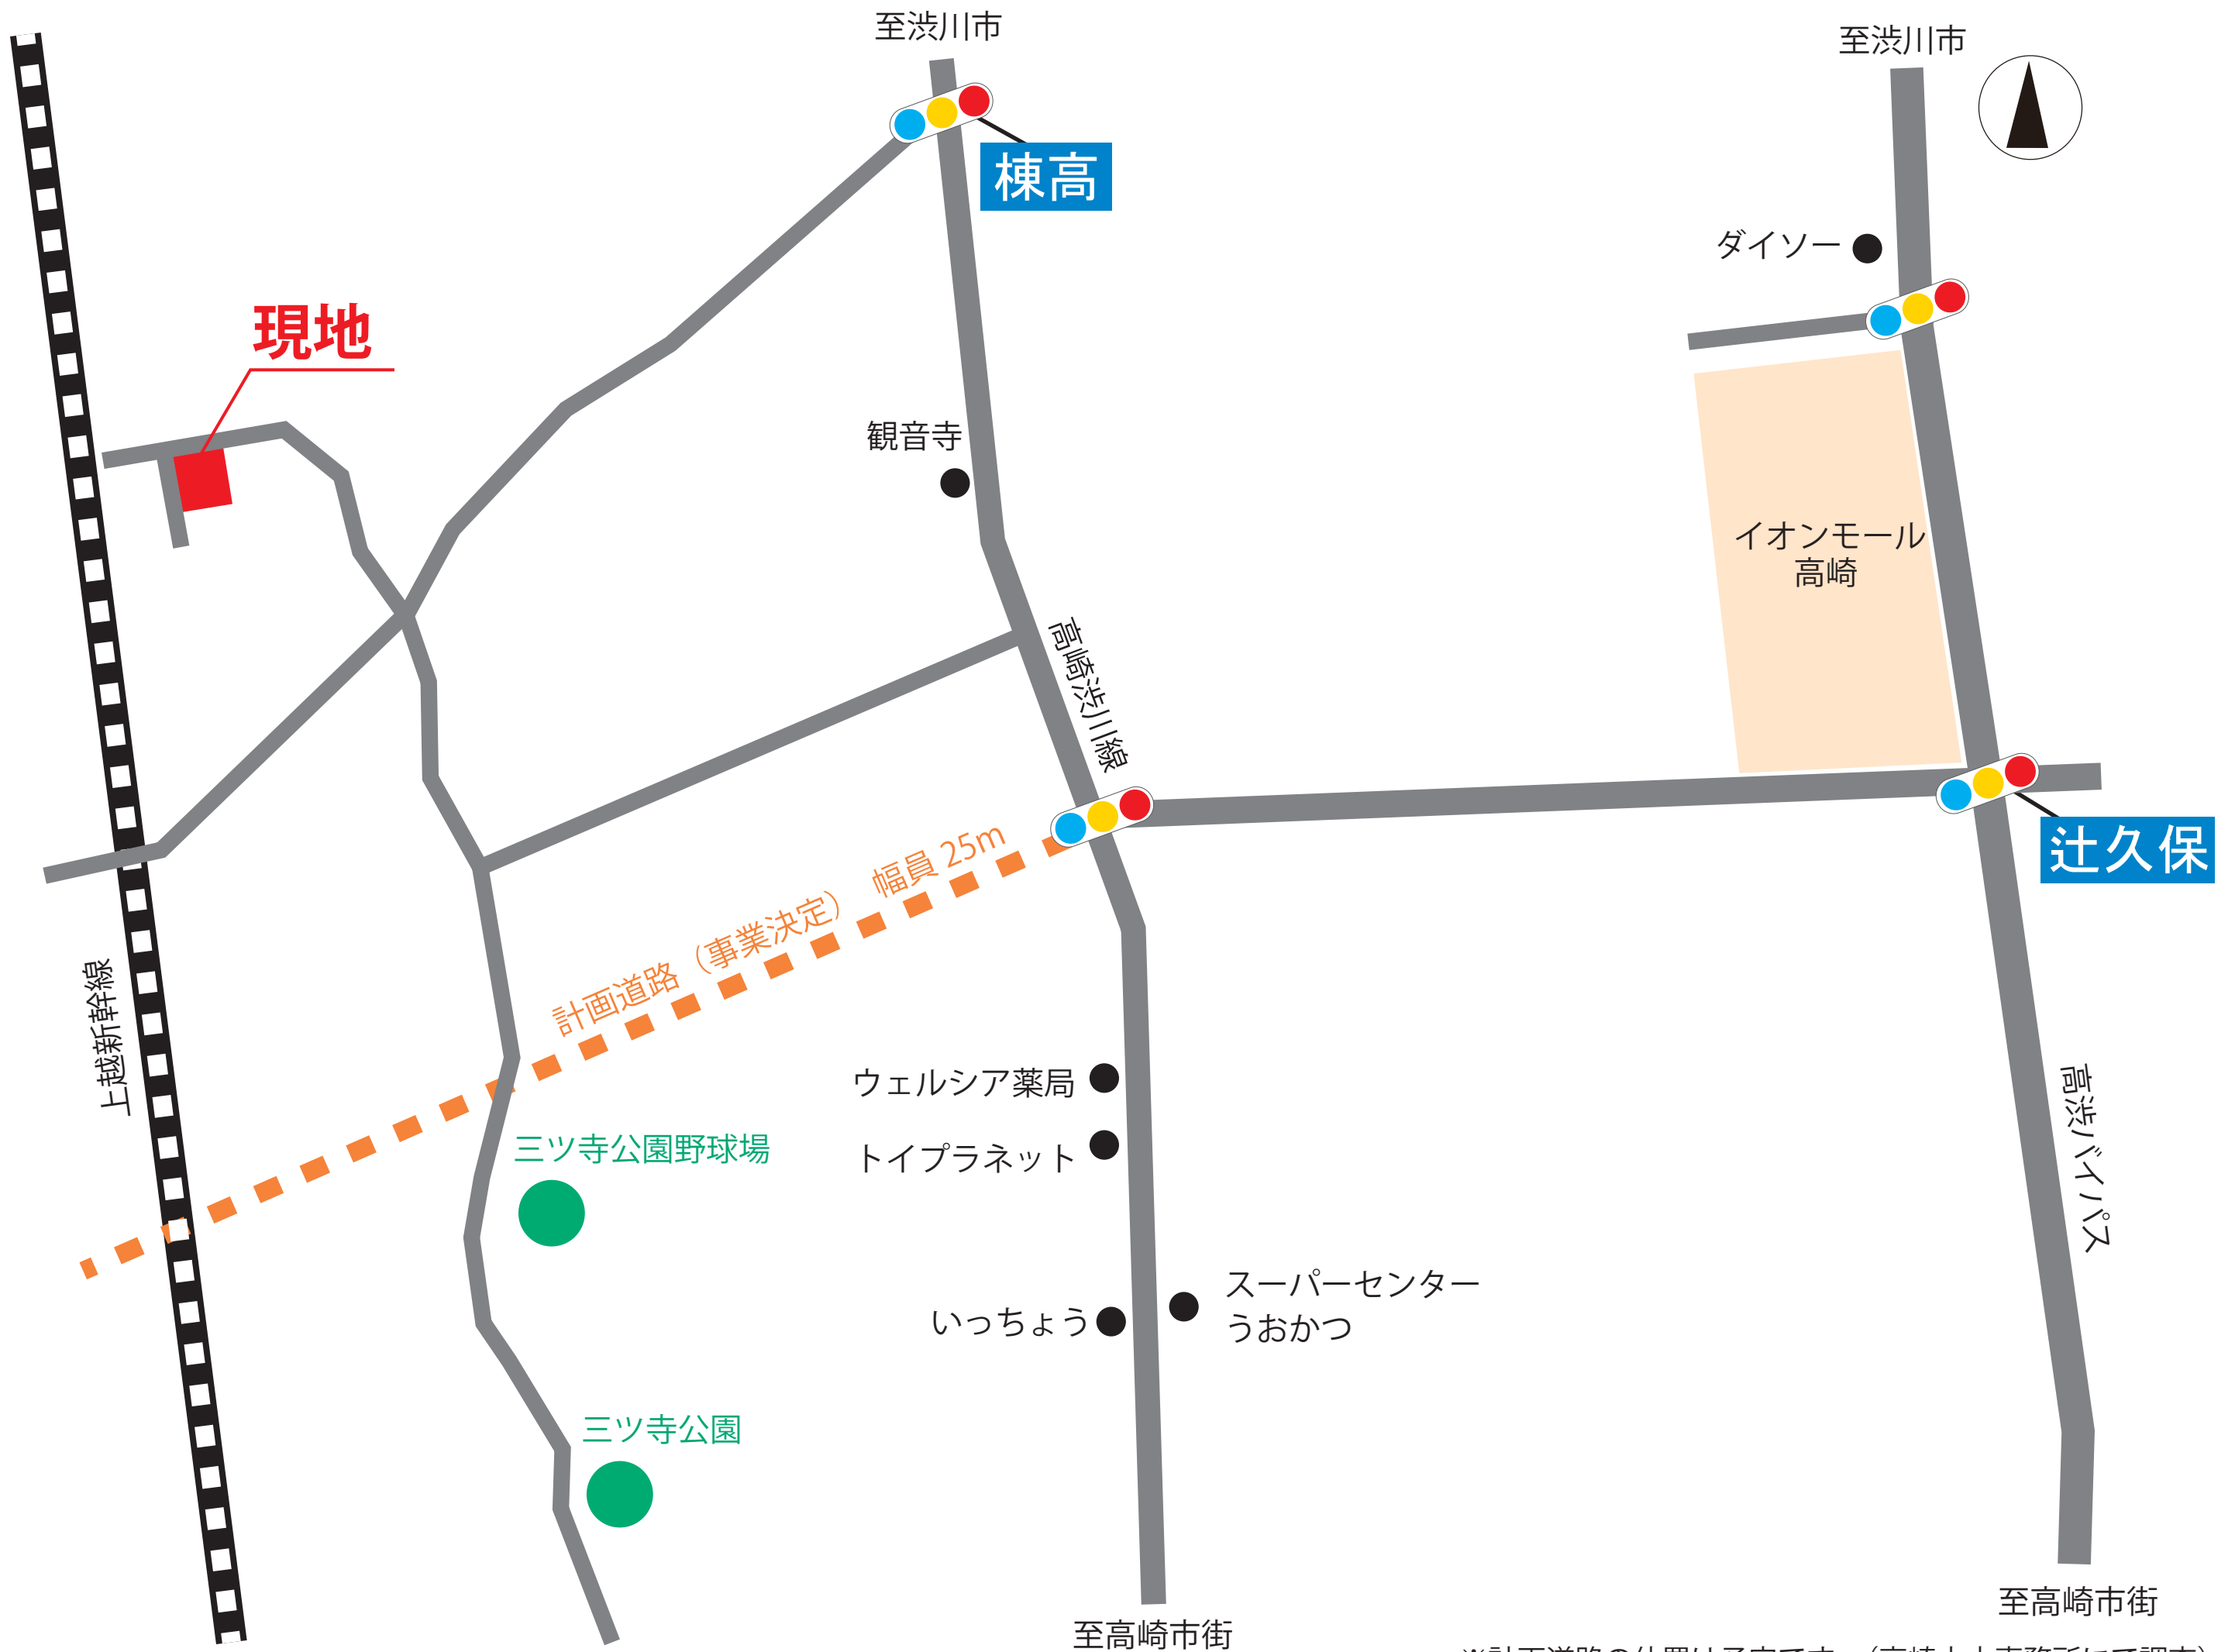 至渋川市
至渋川市
棟高
ダイソー
現地
観音寺
イオンモール
高崎
高崎渋川線
辻久保
計画道路（事業決定）　幅員 25m
上越新幹線
ウェルシア薬局
高渋バイパス
三ツ寺公園野球場
トイプラネット
スーパーセンター
うおかつ
いっちょう
三ツ寺公園
至高崎市街
至高崎市街